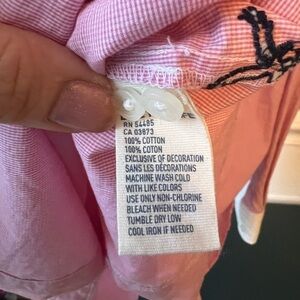 RN 54485
CA 03873
100% COTTON
100% COTON
EXCLUSIVE OF DECORATION
SANS LES DÉCORATIONS
MACHINE WASH COLD
WITH LIKE COLORS
USE ONLY NON-CHLORINE
BLEACH WHEN NEEDED
TUMBLE DRY LOW
COOL IRON IF NEEDED